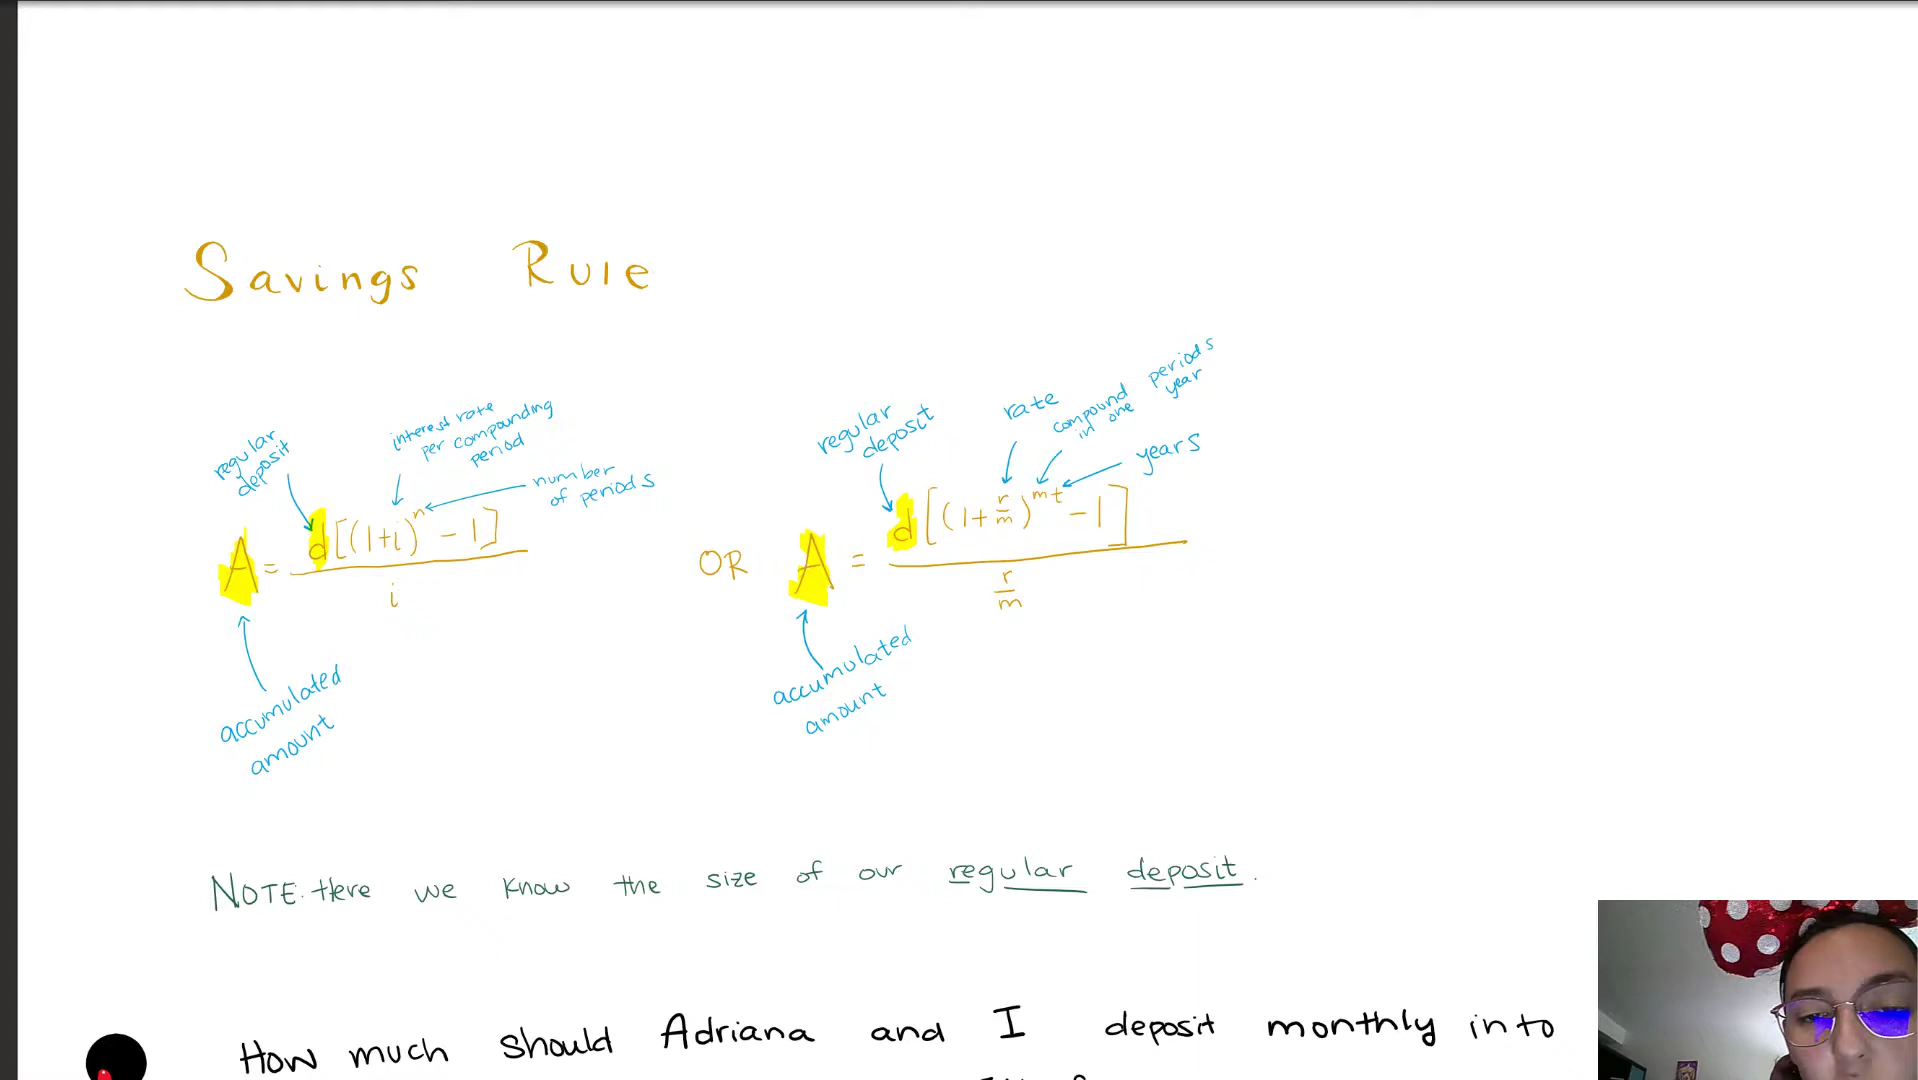 Savings Rule
regular deposit
interest rate per compounding period
number of periods
A = d[(1+i)^n - 1] / i
accumulated amount
OR
regular deposit
rate
compound periods in one year
years
A = d[(1+r/m)^mt - 1] / r/m
accumulated amount
NOTE: Here we know the size of our regular deposit.
How much should Adriana and I deposit monthly into